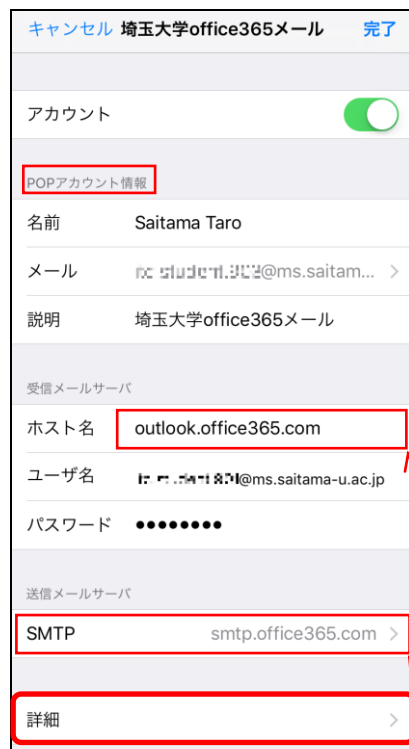 キャンセル 埼玉大学office365メール 完了
アカウント
POPアカウント情報
名前 Saitama Taro
メール @ms.saitam...
説明 埼玉大学office365メール
受信メールサーバ
ホスト名 outlook.office365.com
ユーザ名 @ms.saitama-u.ac.jp
パスワード ●●●●●●●●
送信メールサーバ
SMTP smtp.office365.com
詳細